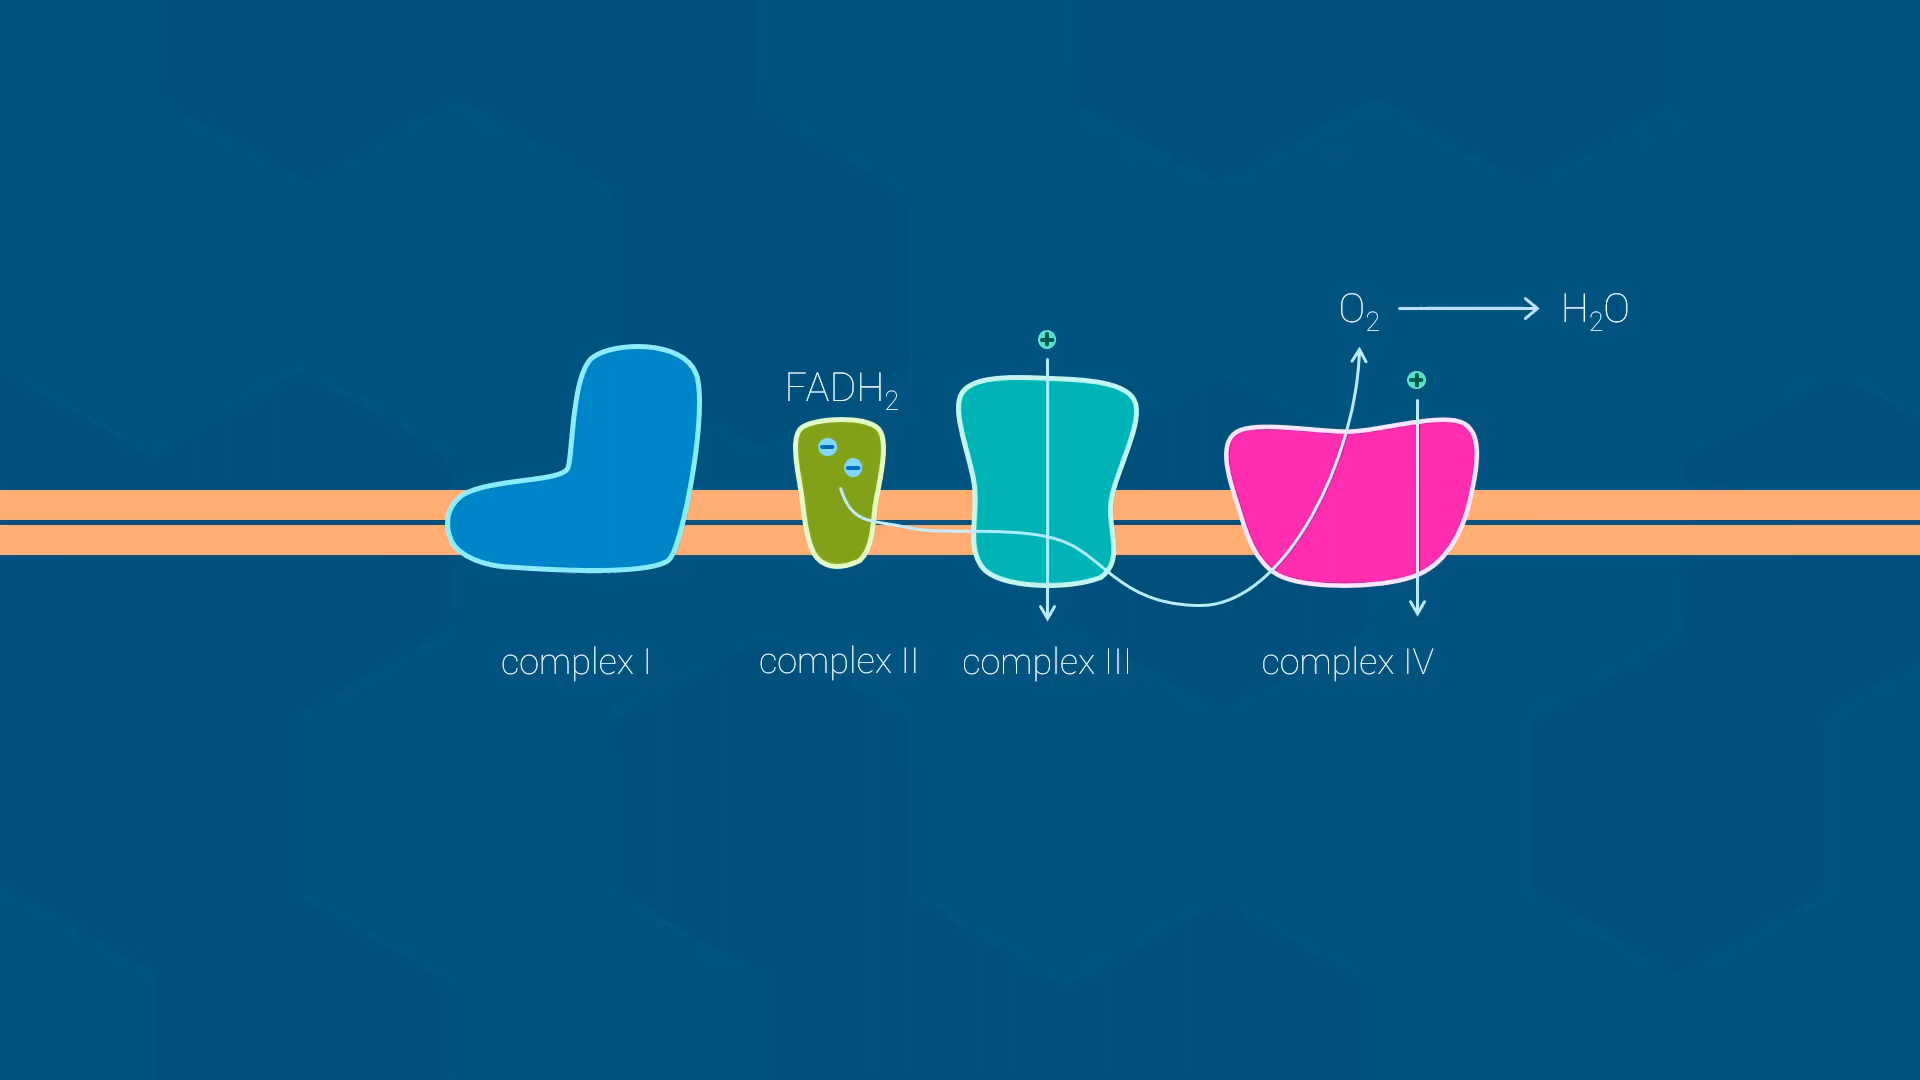 O₂ → H₂O
FADH₂
complex I
complex II
complex III
complex IV